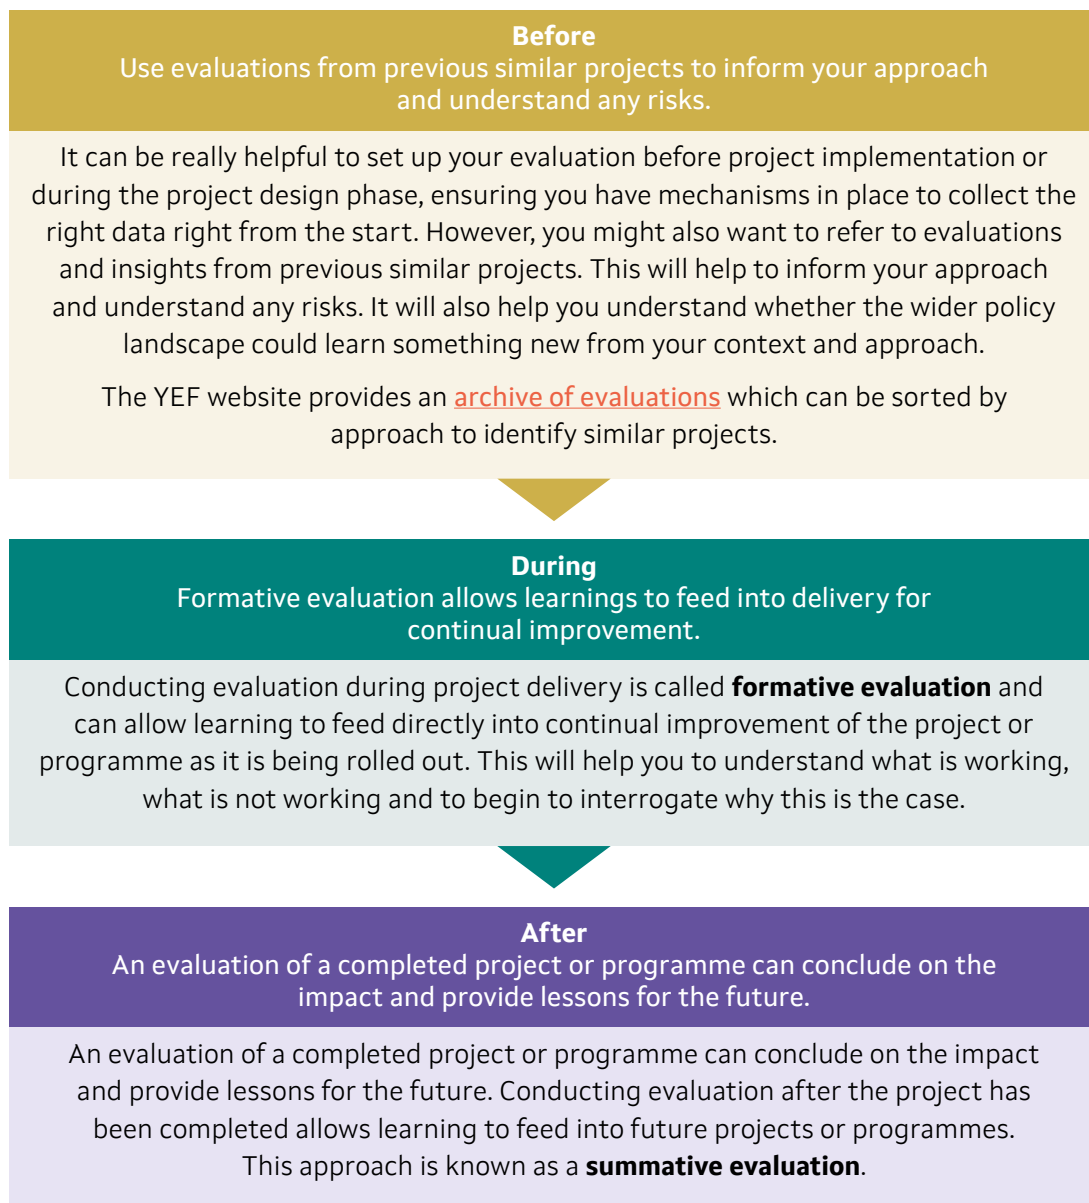 Before
Use evaluations from previous similar projects to inform your approach
and understand any risks.
It can be really helpful to set up your evaluation before project implementation or
during the project design phase, ensuring you have mechanisms in place to collect the
right data right from the start. However, you might also want to refer to evaluations
and insights from previous similar projects. This will help to inform your approach
and understand any risks. It will also help you understand whether the wider policy
landscape could learn something new from your context and approach.
The YEF website provides an archive of evaluations which can be sorted by
approach to identify similar projects.
During
Formative evaluation allows learnings to feed into delivery for
continual improvement.
Conducting evaluation during project delivery is called formative evaluation and
can allow learning to feed directly into continual improvement of the project or
programme as it is being rolled out. This will help you to understand what is working,
what is not working and to begin to interrogate why this is the case.
After
An evaluation of a completed project or programme can conclude on the
impact and provide lessons for the future.
An evaluation of a completed project or programme can conclude on the impact
and provide lessons for the future. Conducting evaluation after the project has
been completed allows learning to feed into future projects or programmes.
This approach is known as a summative evaluation.